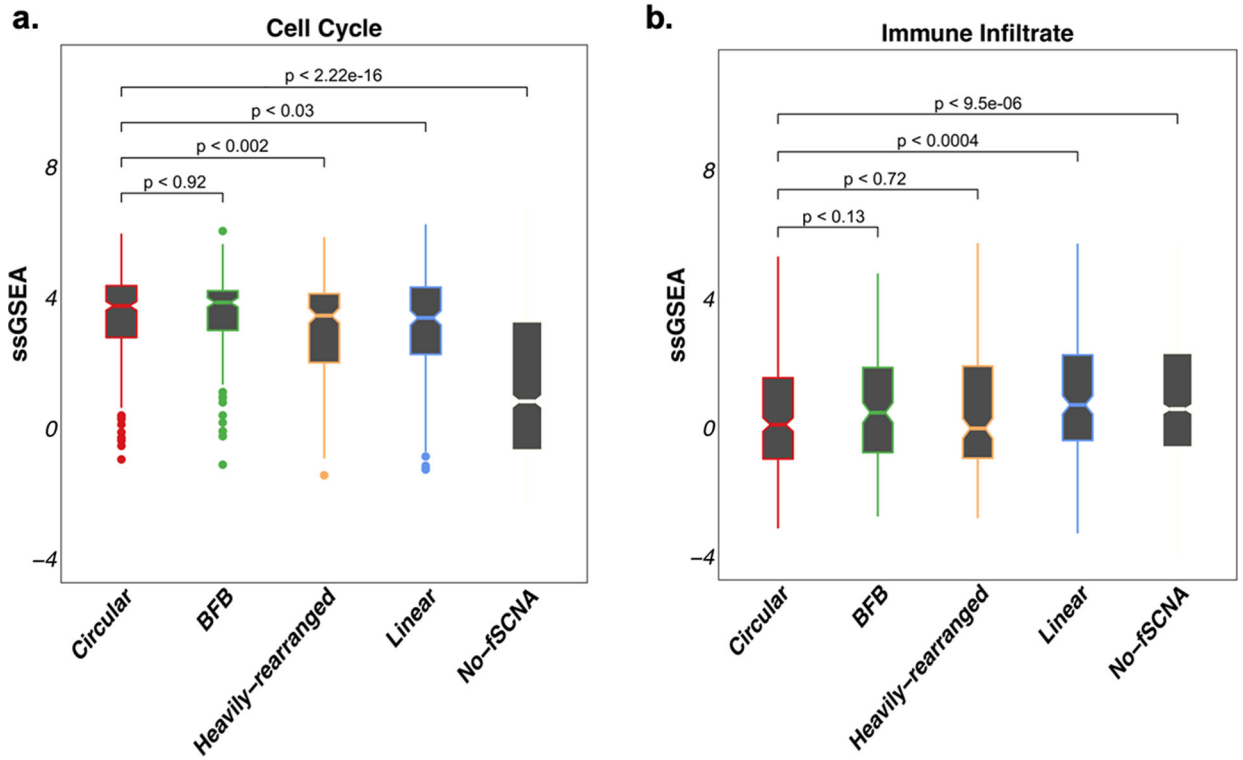 a.
Cell Cycle
p < 2.22e-16
p < 0.03
p < 0.002
p < 0.92
8
4
0
−4
ssGSEA
Circular
BFB
Heavily−rearranged
Linear
No−fSCNA
b.
Immune Infiltrate
p < 9.5e-06
p < 0.0004
p < 0.72
p < 0.13
8
4
0
−4
ssGSEA
Circular
BFB
Heavily−rearranged
Linear
No−fSCNA